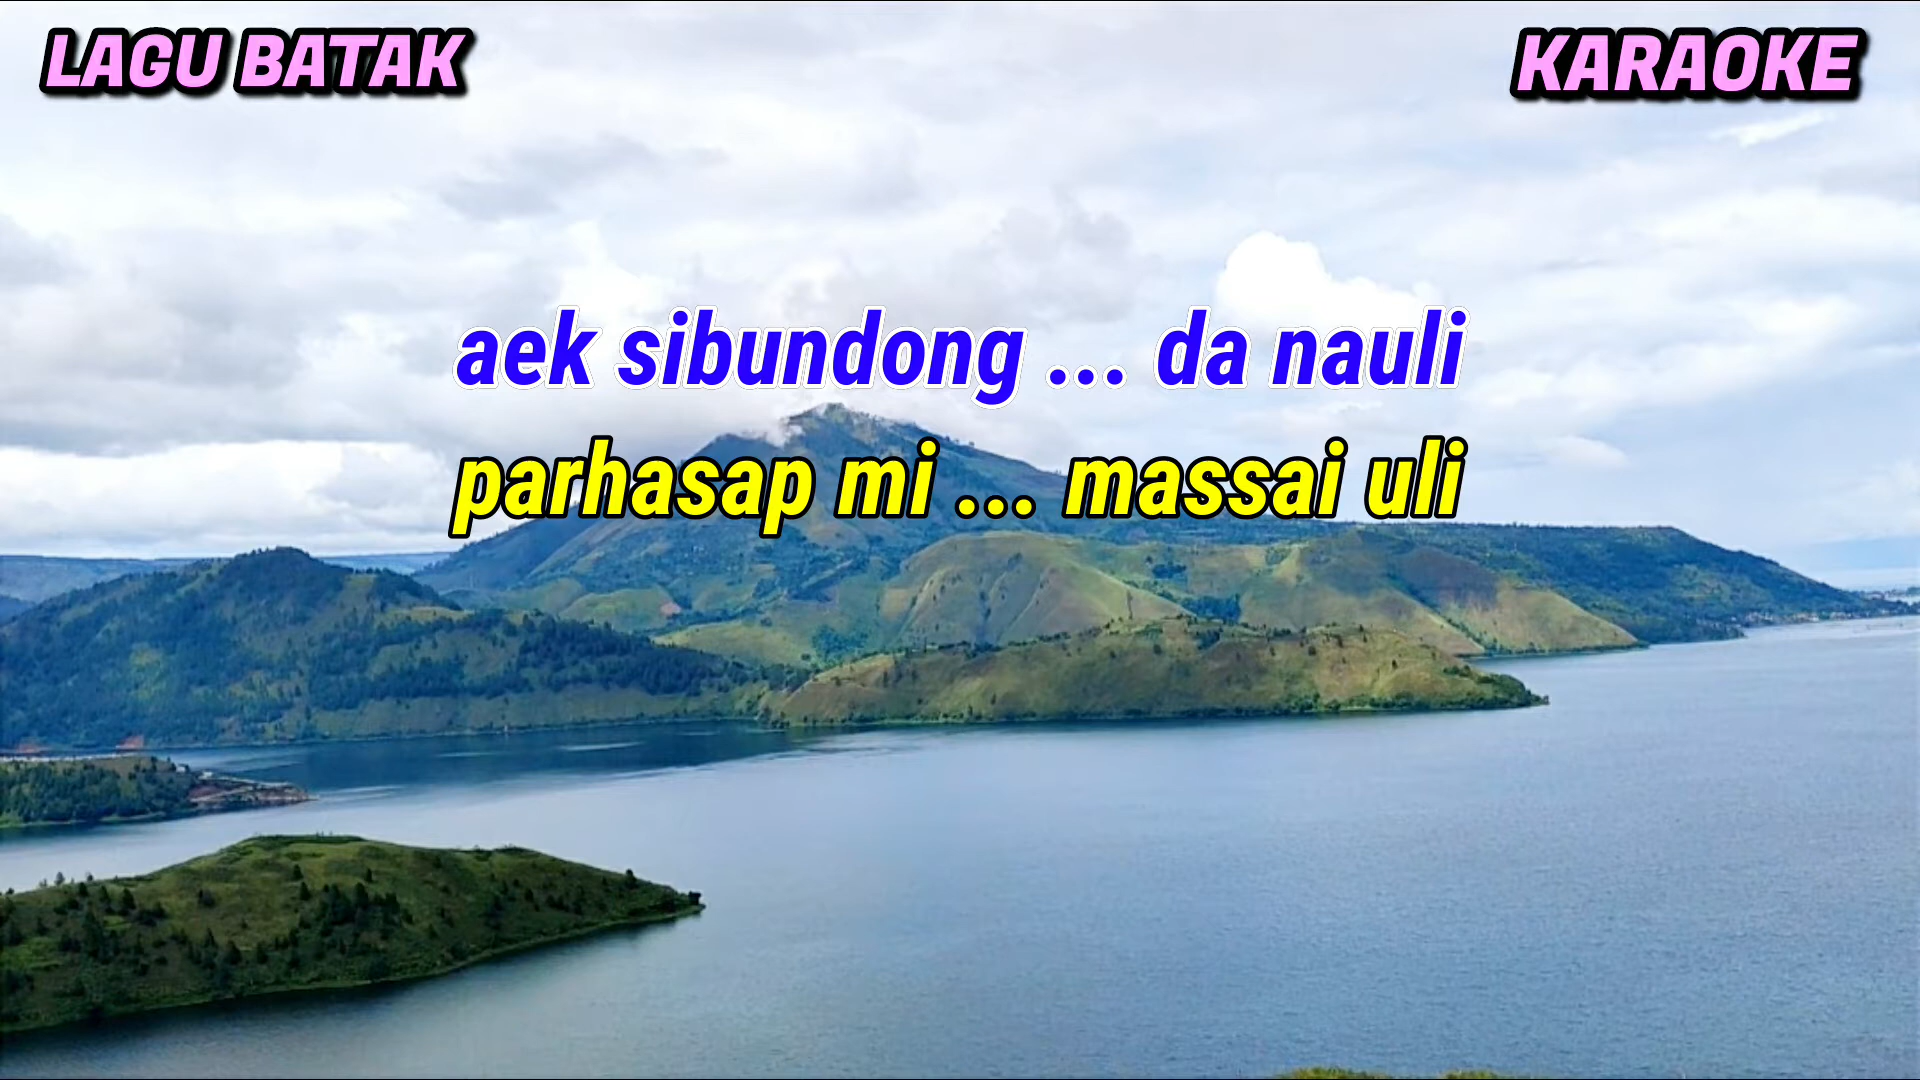 LAGU BATAK
KARAOKE
aek sibundong ... da nauli
parhasap mi ... massai uli